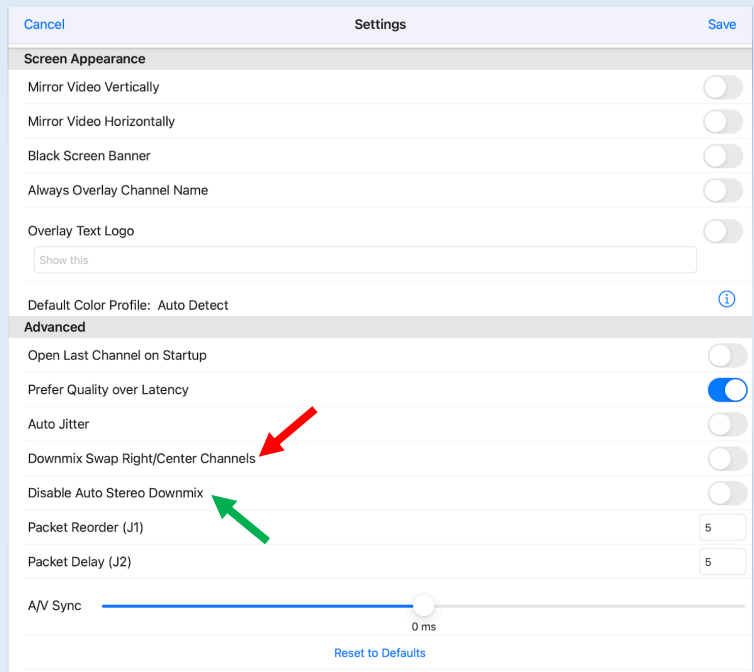 Cancel Settings Save
Screen Appearance
Mirror Video Vertically
Mirror Video Horizontally
Black Screen Banner
Always Overlay Channel Name
Overlay Text Logo
Show this
Default Color Profile: Auto Detect
Advanced
Open Last Channel on Startup
Prefer Quality over Latency
Auto Jitter
Downmix Swap Right/Center Channels
Disable Auto Stereo Downmix
Packet Reorder (J1) 5
Packet Delay (J2) 5
A/V Sync
0 ms
Reset to Defaults